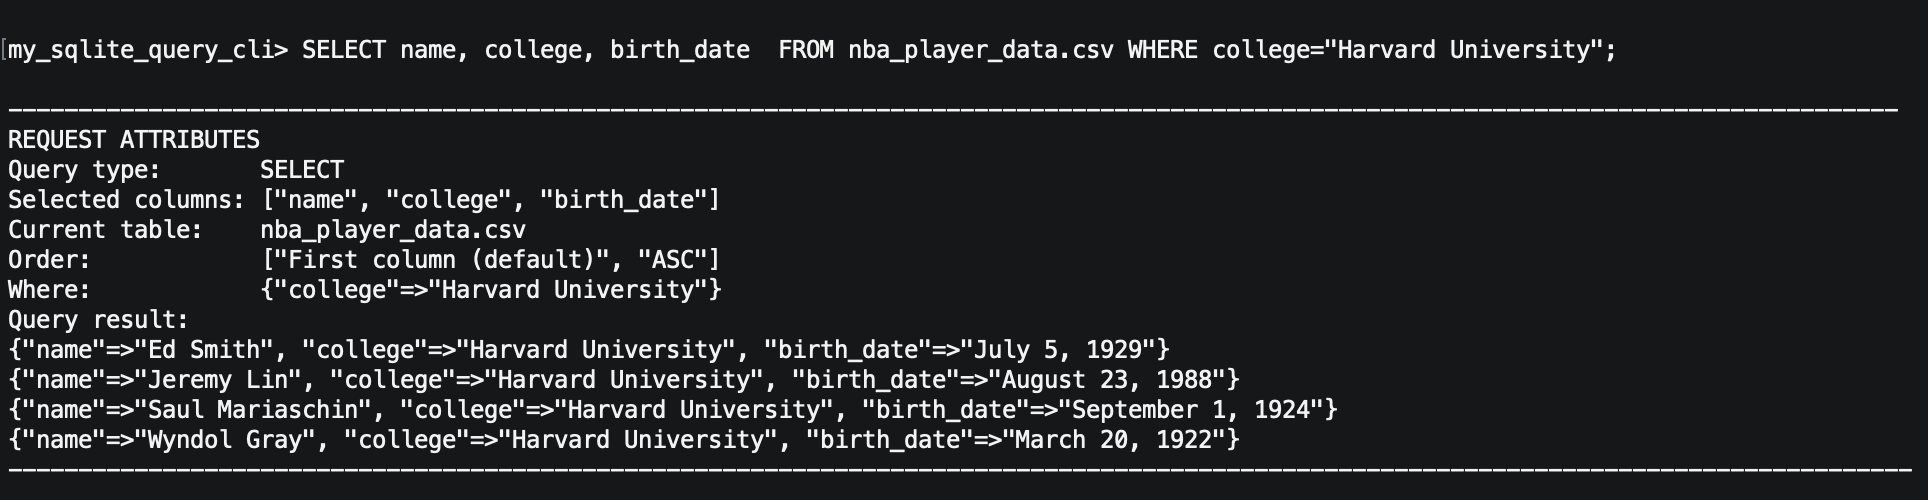 [my_sqlite_query_cli> SELECT name, college, birth_date  FROM nba_player_data.csv WHERE college="Harvard University";
REQUEST ATTRIBUTES
Query type:       SELECT
Selected columns: ["name", "college", "birth_date"]
Current table:    nba_player_data.csv
Order:            ["First column (default)", "ASC"]
Where:            {"college"=>"Harvard University"}
Query result:
{"name"=>"Ed Smith", "college"=>"Harvard University", "birth_date"=>"July 5, 1929"}
{"name"=>"Jeremy Lin", "college"=>"Harvard University", "birth_date"=>"August 23, 1988"}
{"name"=>"Saul Mariaschin", "college"=>"Harvard University", "birth_date"=>"September 1, 1924"}
{"name"=>"Wyndol Gray", "college"=>"Harvard University", "birth_date"=>"March 20, 1922"}